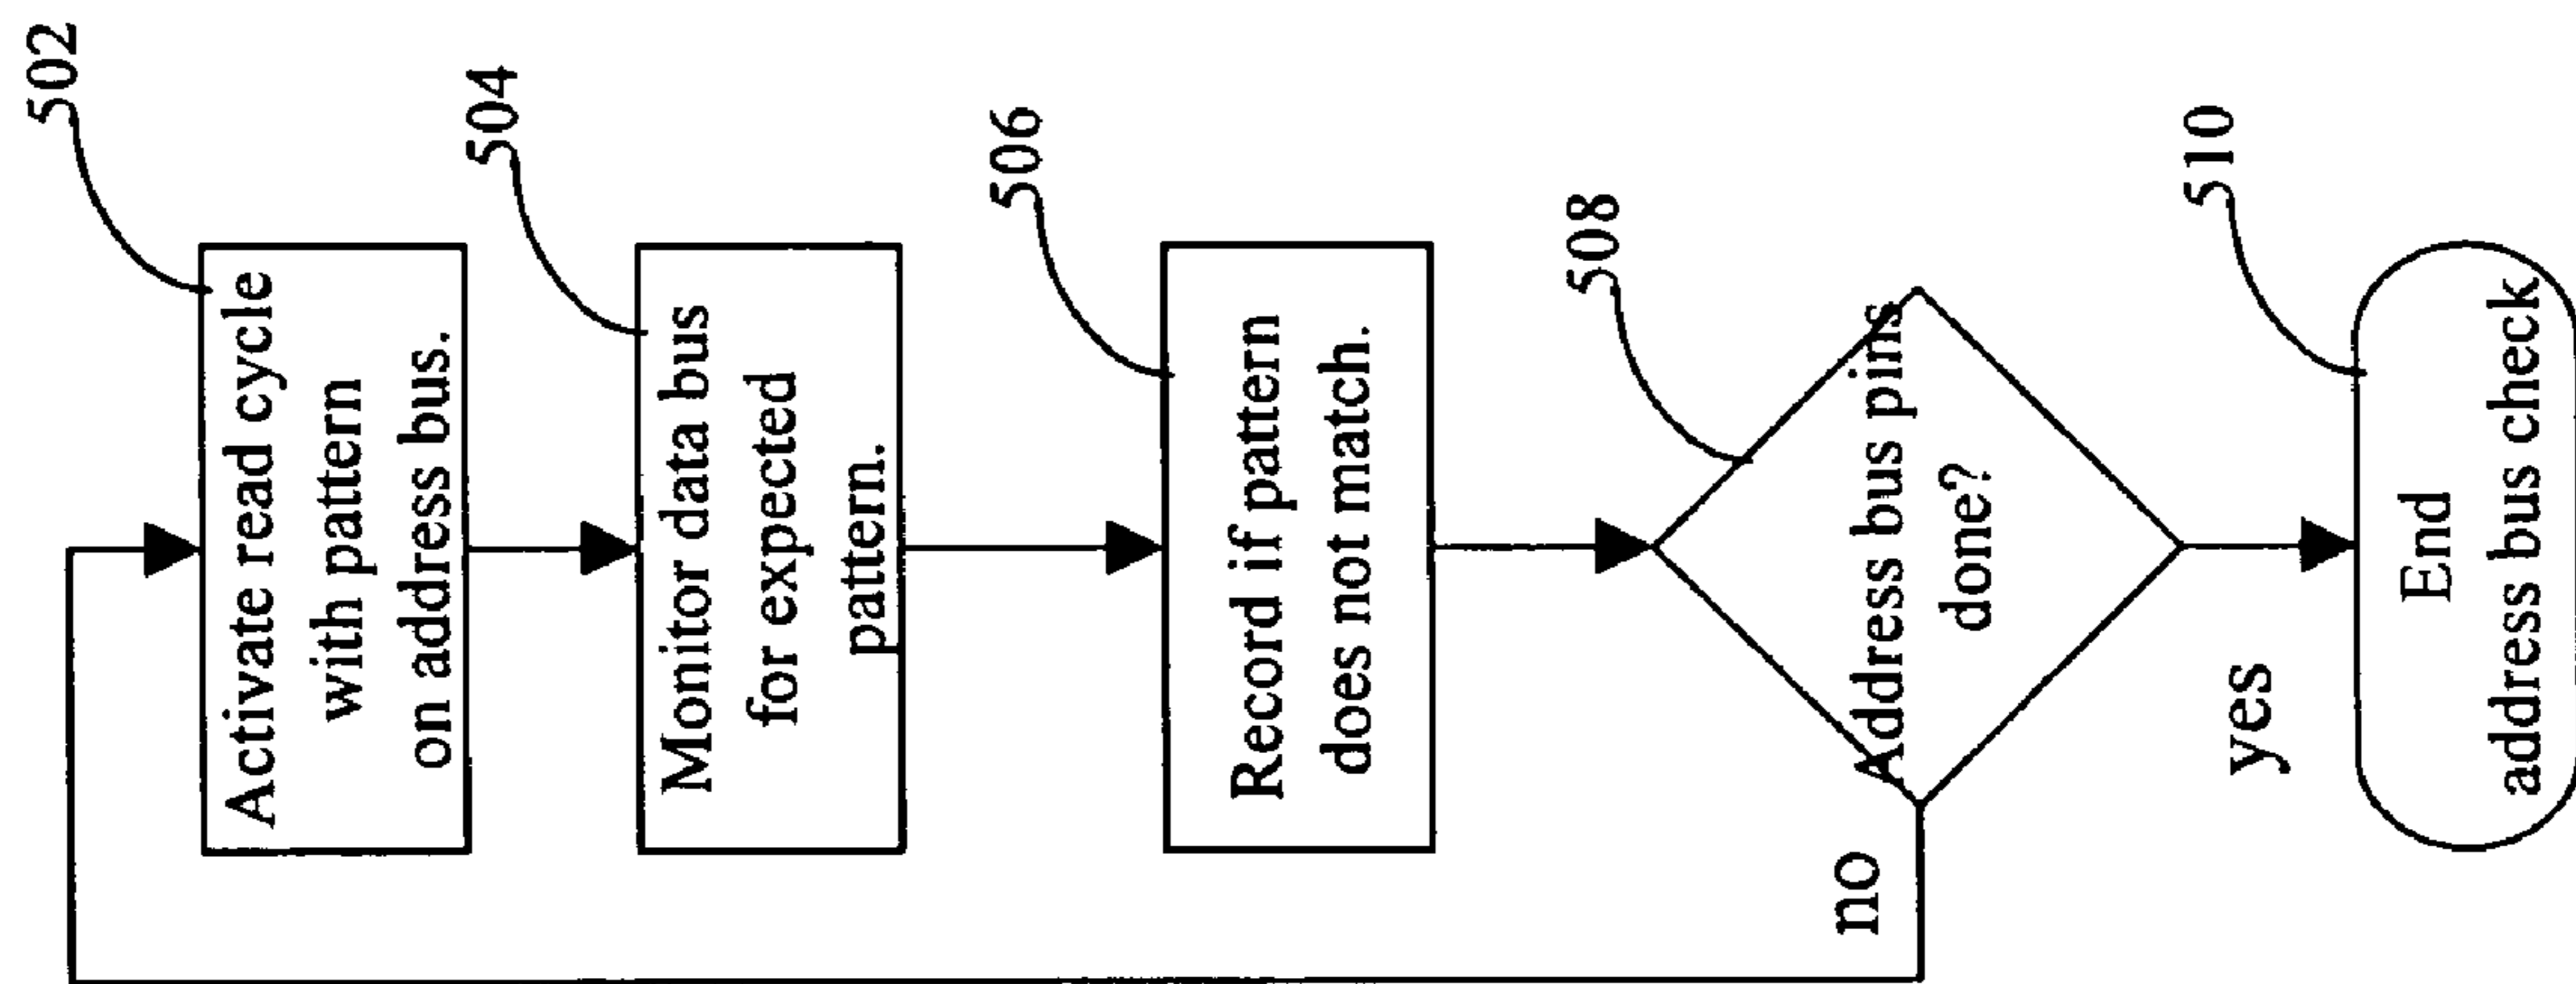 502
Activate read cycle
with pattern
on address bus.
504
Monitor data bus
for expected
pattern.
506
Record if pattern
does not match.
508
Address bus pins
done?
no
yes
510
End
address bus check